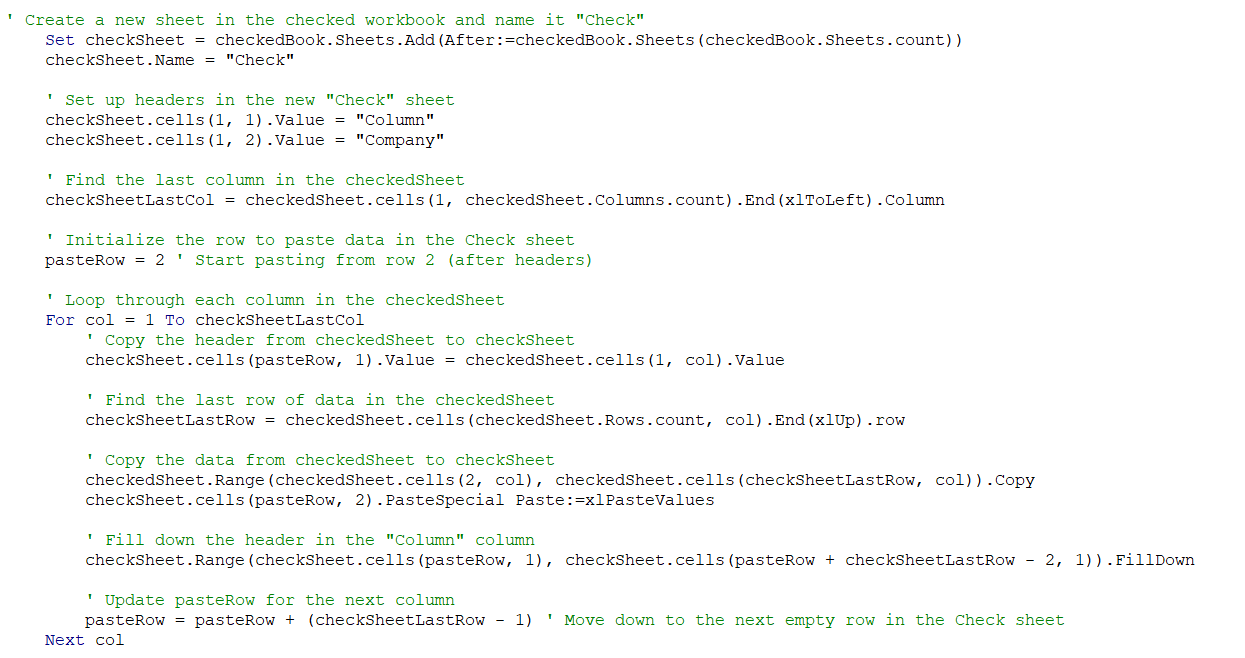 ' Create a new sheet in the checked workbook and name it "Check"
Set checkSheet = checkedBook.Sheets.Add(After:=checkedBook.Sheets(checkedBook.Sheets.count))
checkSheet.Name = "Check"
' Set up headers in the new "Check" sheet
checkSheet.cells(1, 1).Value = "Column"
checkSheet.cells(1, 2).Value = "Company"
' Find the last column in the checkedSheet
checkSheetLastCol = checkedSheet.cells(1, checkedSheet.Columns.count).End(xlToLeft).Column
' Initialize the row to paste data in the Check sheet
pasteRow = 2 ' Start pasting from row 2 (after headers)
' Loop through each column in the checkedSheet
For col = 1 To checkSheetLastCol
' Copy the header from checkedSheet to checkSheet
checkSheet.cells(pasteRow, 1).Value = checkedSheet.cells(1, col).Value
' Find the last row of data in the checkedSheet
checkSheetLastRow = checkedSheet.cells(checkedSheet.Rows.count, col).End(xlUp).row
' Copy the data from checkedSheet to checkSheet
checkedSheet.Range(checkedSheet.cells(2, col), checkedSheet.cells(checkSheetLastRow, col)).Copy
checkSheet.cells(pasteRow, 2).PasteSpecial Paste:=xlPasteValues
' Fill down the header in the "Column" column
checkSheet.Range(checkSheet.cells(pasteRow, 1), checkSheet.cells(pasteRow + checkSheetLastRow - 2, 1)).FillDown
' Update pasteRow for the next column
pasteRow = pasteRow + (checkSheetLastRow - 1) ' Move down to the next empty row in the Check sheet
Next col